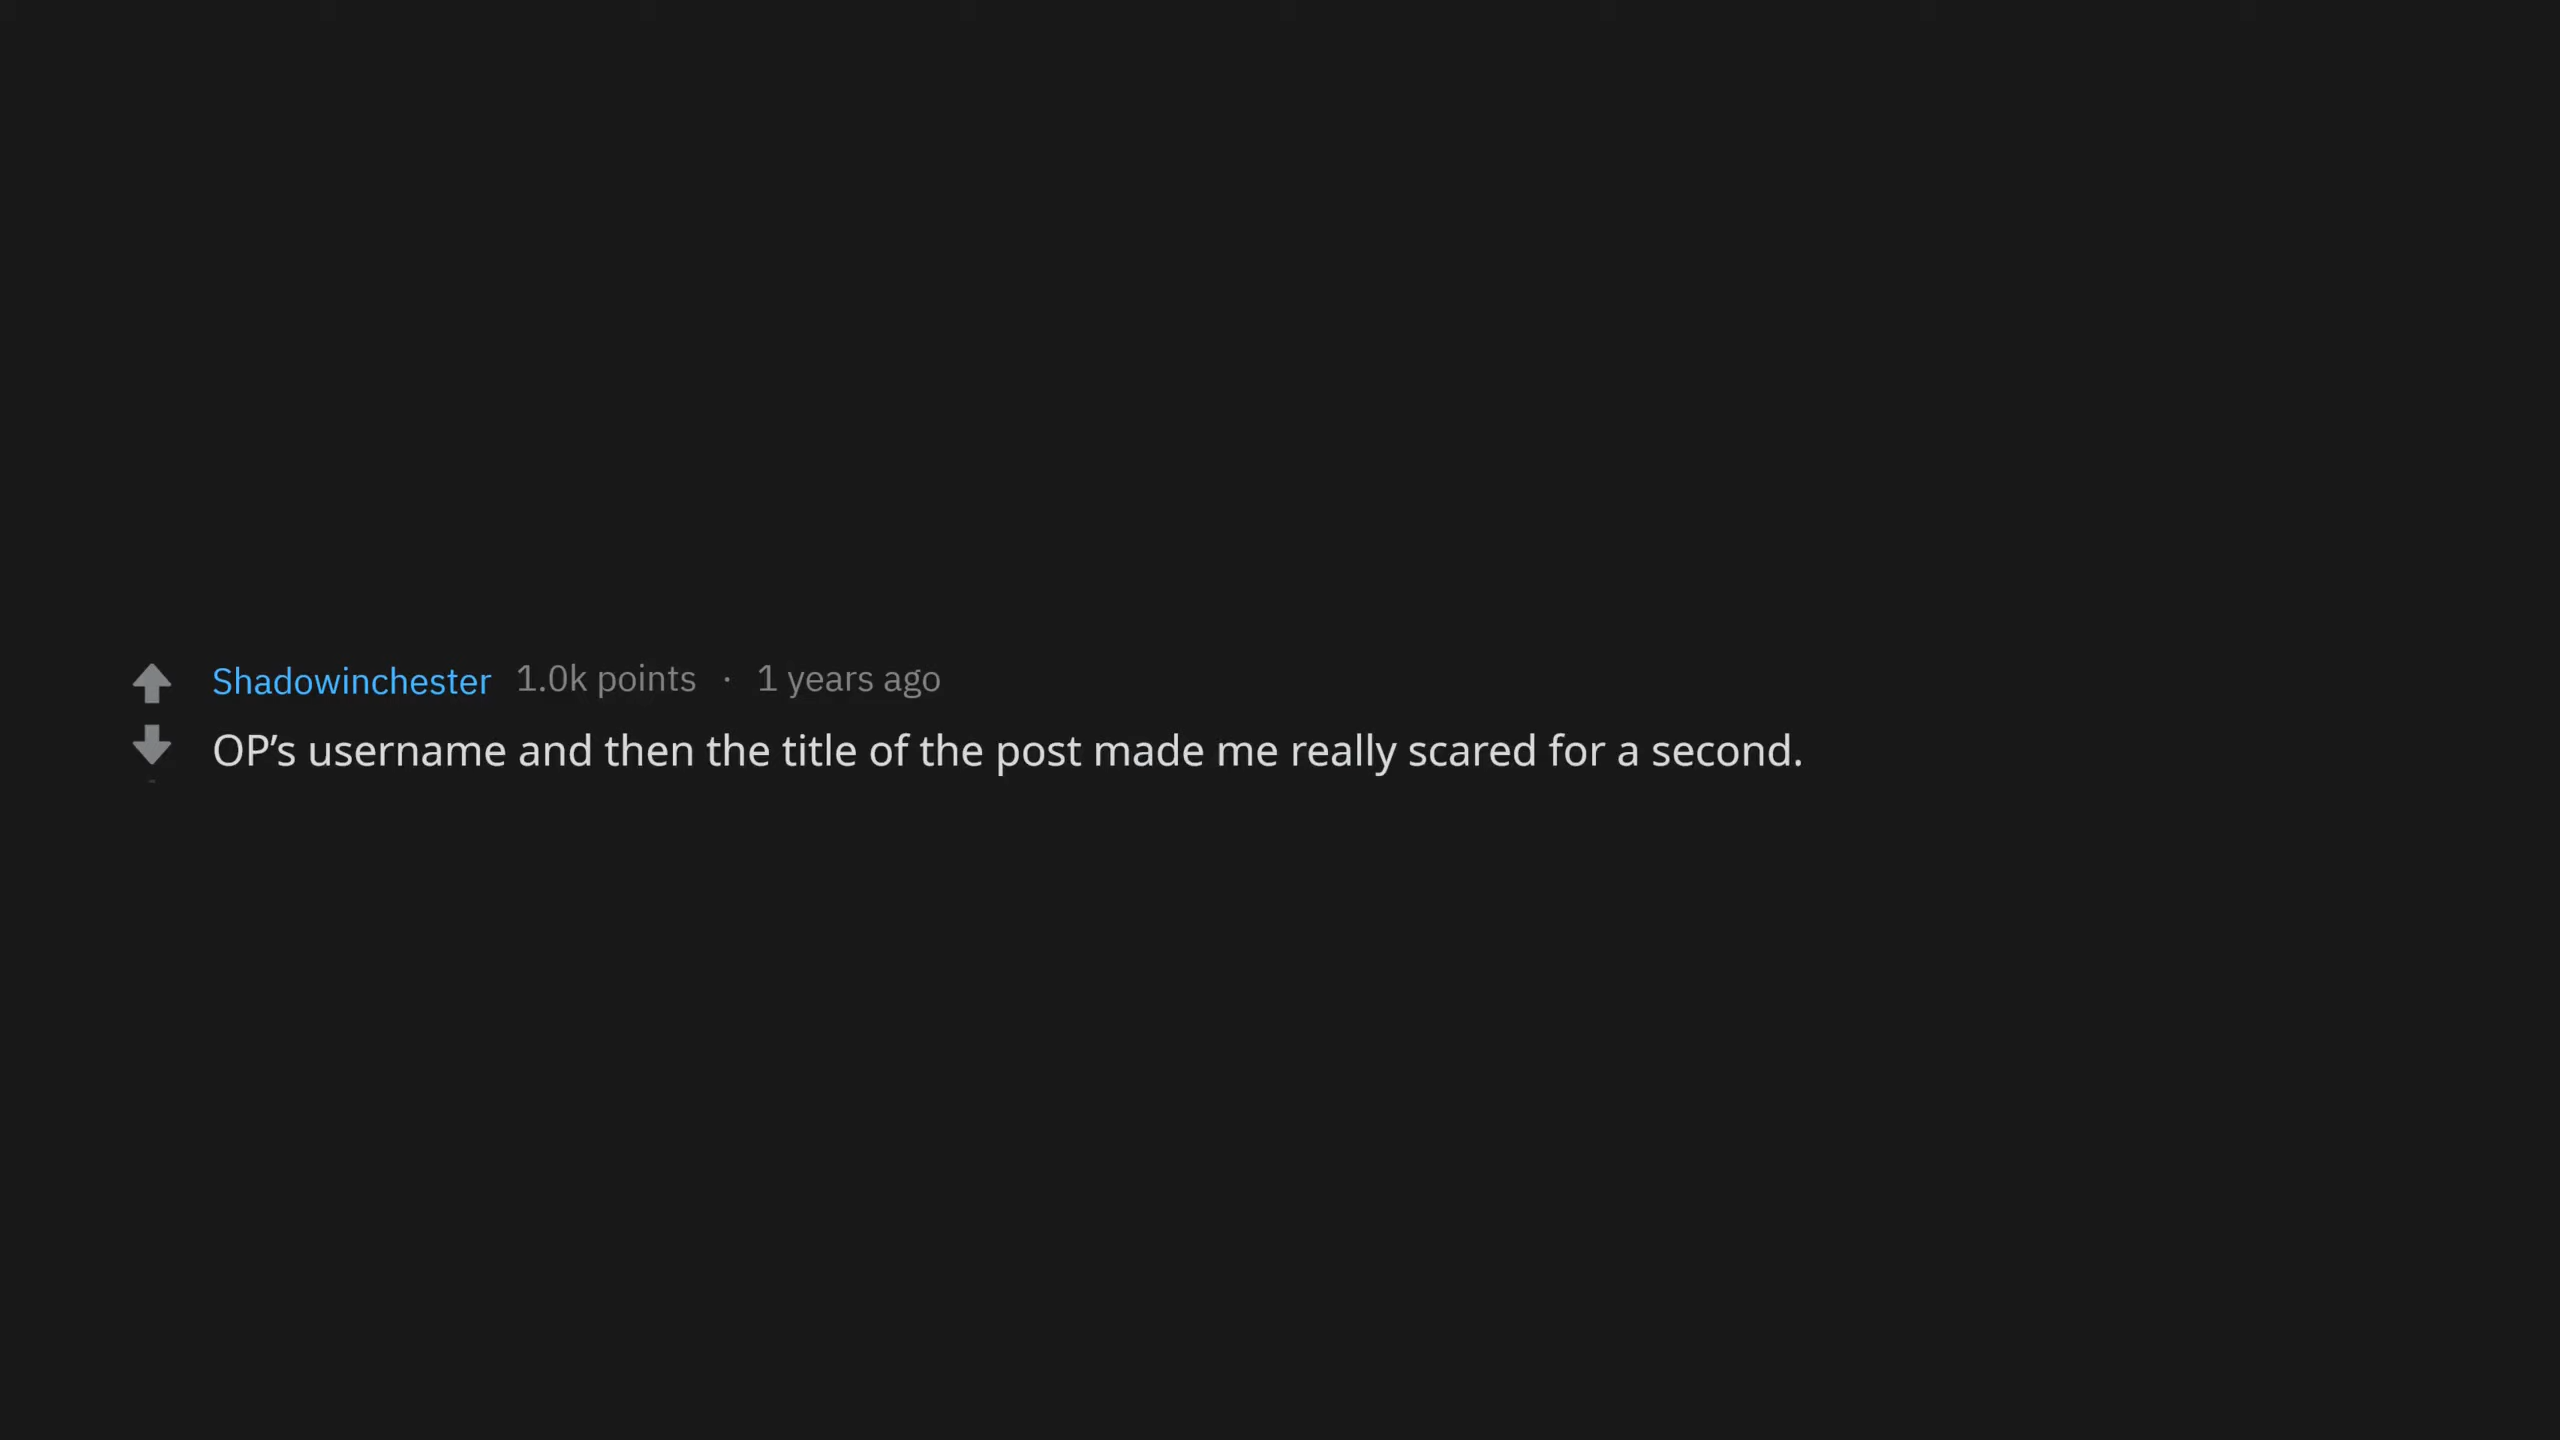 Shadowinchester 1.0k points · 1 years ago
OP’s username and then the title of the post made me really scared for a second.